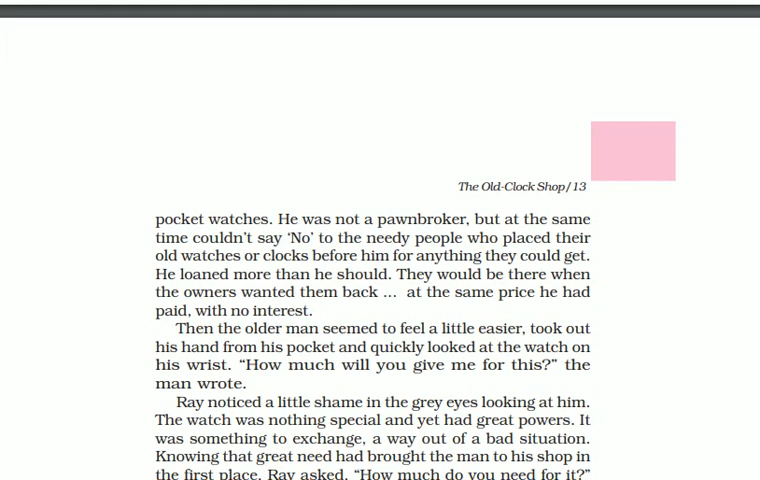 The Old-Clock Shop/13
pocket watches. He was not a pawnbroker, but at the same
time couldn’t say ‘No’ to the needy people who placed their
old watches or clocks before him for anything they could get.
He loaned more than he should. They would be there when
the owners wanted them back ... at the same price he had
paid, with no interest.
Then the older man seemed to feel a little easier, took out
his hand from his pocket and quickly looked at the watch on
his wrist. “How much will you give me for this?” the
man wrote.
Ray noticed a little shame in the grey eyes looking at him.
The watch was nothing special and yet had great powers. It
was something to exchange, a way out of a bad situation.
Knowing that great need had brought the man to his shop in
the first place, Ray asked, “How much do you need for it?”